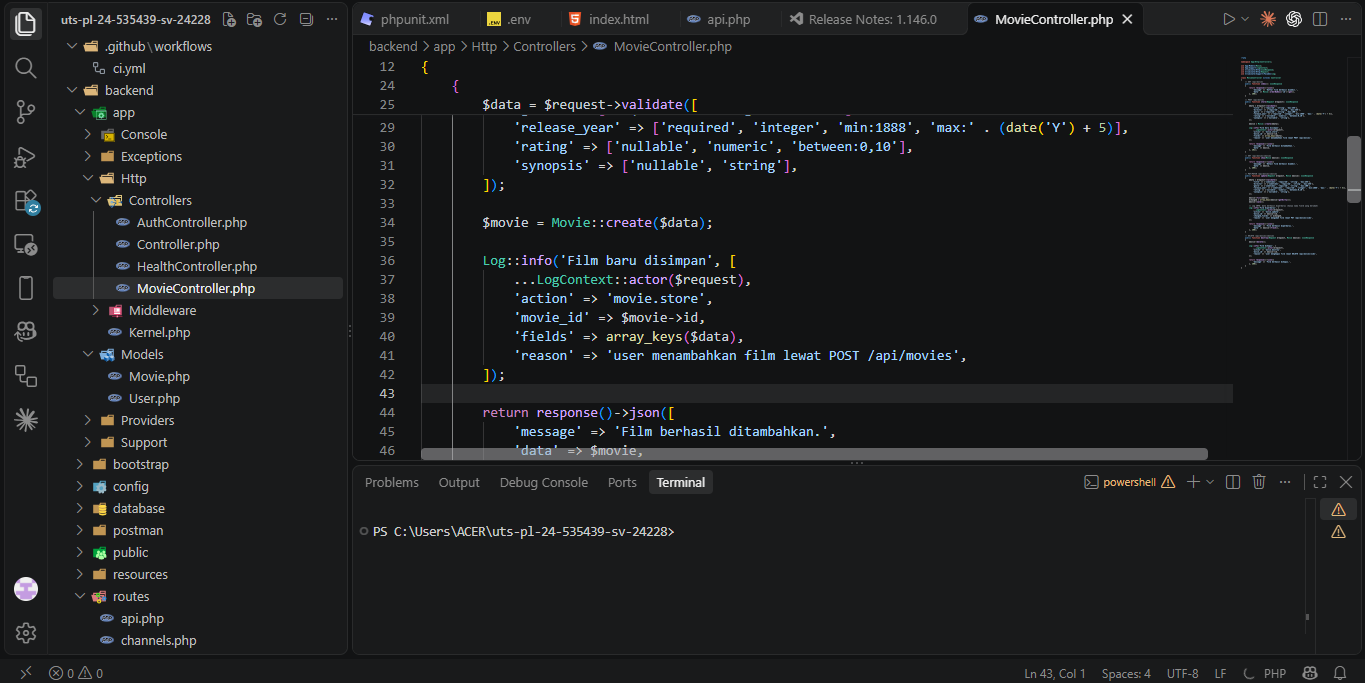 uts-pl-24-535439-sv-24228
.github\workflows
ci.yml
backend
app
Console
Exceptions
Http
Controllers
AuthController.php
Controller.php
HealthController.php
MovieController.php
Middleware
Kernel.php
Models
Movie.php
User.php
Providers
Support
bootstrap
config
database
postman
public
resources
routes
api.php
channels.php
phpunit.xml
.env
index.html
api.php
Release Notes: 1.146.0
MovieController.php
backend > app > Http > Controllers > MovieController.php
12 {
24 {
25 $data = $request->validate([
29 'release_year' => ['required', 'integer', 'min:1888', 'max:' . (date('Y') + 5)],
30 'rating' => ['nullable', 'numeric', 'between:0,10'],
31 'synopsis' => ['nullable', 'string'],
32 ]);
33
34 $movie = Movie::create($data);
35
36 Log::info('Film baru disimpan', [
37 ...LogContext::actor($request),
38 'action' => 'movie.store',
39 'movie_id' => $movie->id,
40 'fields' => array_keys($data),
41 'reason' => 'user menambahkan film lewat POST /api/movies',
42 ]);
43
44 return response()->json([
45 'message' => 'Film berhasil ditambahkan.',
46 'data' => $movie,
Problems
Output
Debug Console
Ports
Terminal
powershell
PS C:\Users\ACER\uts-pl-24-535439-sv-24228>
0 0
Ln 43, Col 1
Spaces: 4
UTF-8
LF
PHP